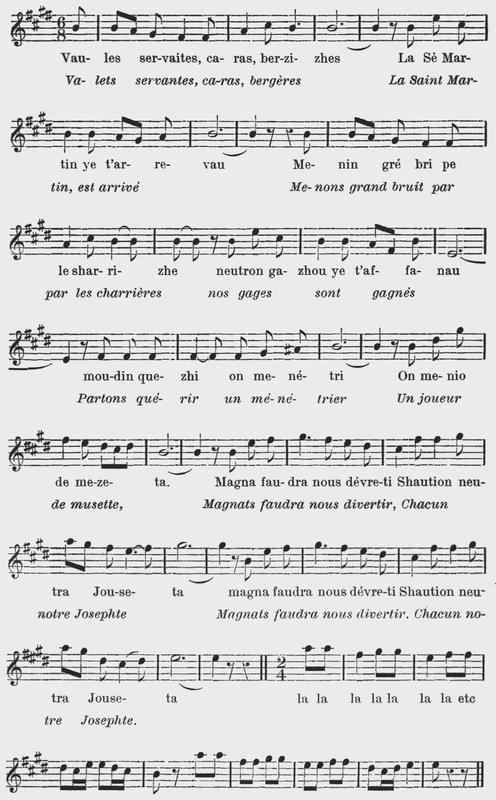 Vau- les ser-vaites, ca- ras, ber-zi- zhes La Sè Mar-
Va- lets servantes, ca-ras, bergères La Saint Mar-
tin ye t'ar- re- vau Me- nin gré bri pe
tin, est arrivé Me-nons grand bruit par
le shar- ri- zhe neutron ga- zhou ye t'af- fa- nau
par les charrières nos gages sont gagnés
mou-din que- zhi on me- né- tri On me-nio
Partons qué- rir un mé-né- trier Un joueur
de me-ze- ta. Magna fau-dra nous dévre-ti Shaution neu-
de musette, Magnats faudra nous divertir, Chacun
tra Jou-se- ta magna faudra nous dévre-ti Shaution neu-
notre Josephte Magnats faudra nous divertir. Chacun no-
tra Jouse- ta la la la la la la la etc
tre Josephte.